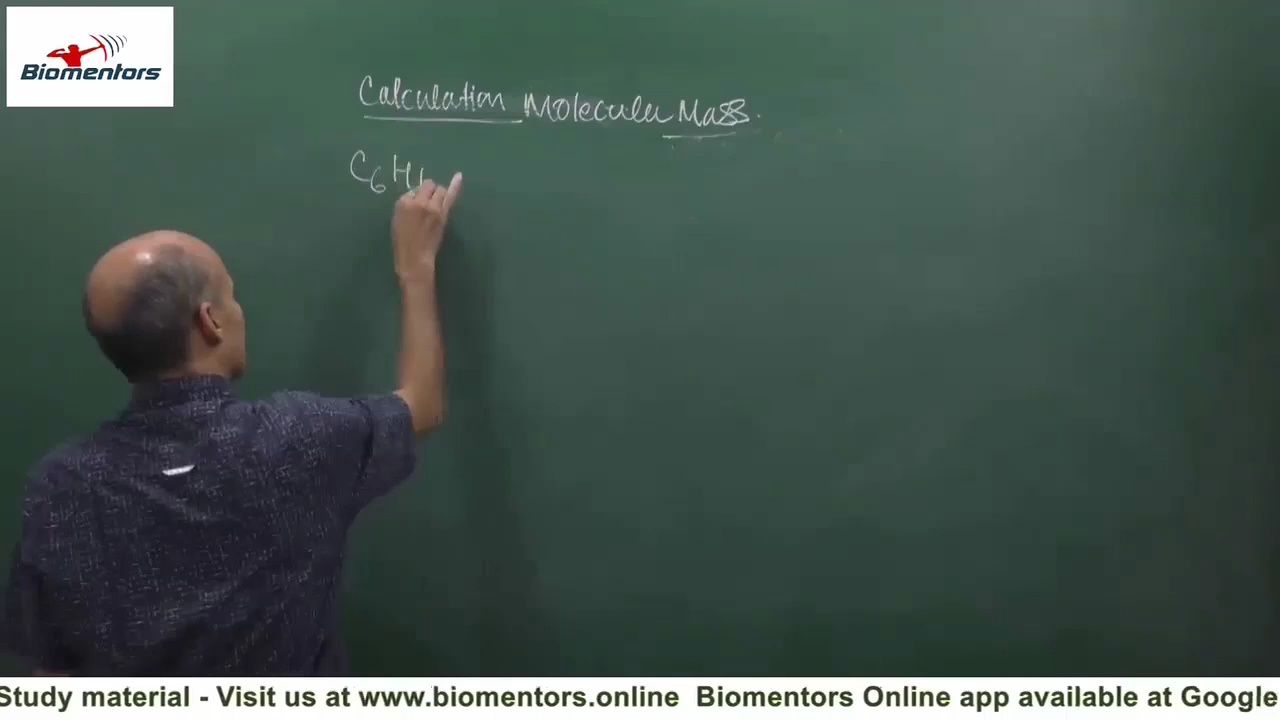 Biomentors
Calculation Molecular Mass.
C6H1
Study material - Visit us at www.biomentors.online Biomentors Online app available at Google